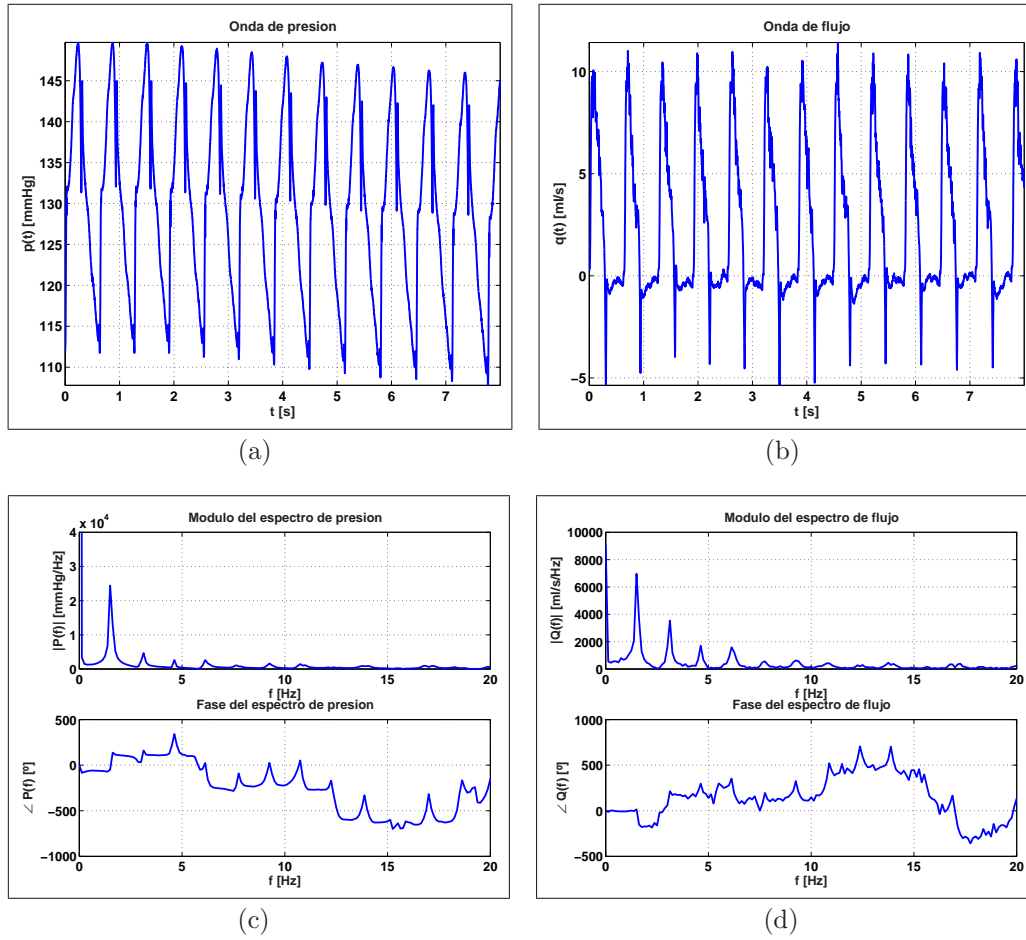 Onda de presion
p(t) [mmHg]
145
140
135
130
125
120
115
110
0 1 2 3 4 5 6 7
t [s]
(a)
Onda de flujo
q(t) [ml/s]
10
5
0
−5
0 1 2 3 4 5 6 7
t [s]
(b)
x 10^4
Modulo del espectro de presion
|P(f)| [mmHg/Hz]
4
3
2
1
0
0 5 10 15 20
f [Hz]
Fase del espectro de presion
∠ P(f) [º]
500
0
−500
−1000
0 5 10 15 20
f [Hz]
(c)
Modulo del espectro de flujo
|Q(f)| [ml/s/Hz]
10000
8000
6000
4000
2000
0
0 5 10 15 20
f [Hz]
Fase del espectro de flujo
∠ Q(f) [º]
1000
500
0
−500
0 5 10 15 20
f [Hz]
(d)